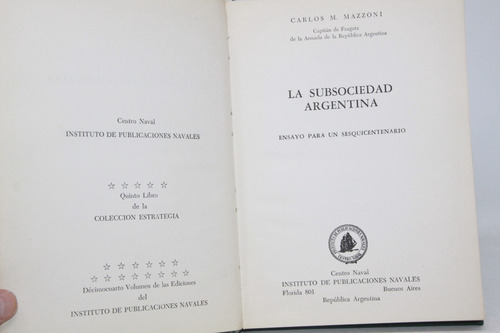 Centro Naval
INSTITUTO DE PUBLICACIONES NAVALES
☆ ☆ ☆ ☆ ☆
Quinto Libro
de la
COLECCION ESTRATEGIA
☆ ☆ ☆ ☆ ☆ ☆
☆ ☆ ☆ ☆ ☆ ☆ ☆ ☆
Décimocuarto Volumen de las Ediciones
del
INSTITUTO DE PUBLICACIONES NAVALES
CARLOS M. MAZZONI
Capitán de Fragata
de la Armada de la República Argentina
LA SUBSOCIEDAD
ARGENTINA
ENSAYO PARA UN SESQUICENTENARIO
Centro Naval
INSTITUTO DE PUBLICACIONES NAVALES
Florida 801 Buenos Aires
República Argentina